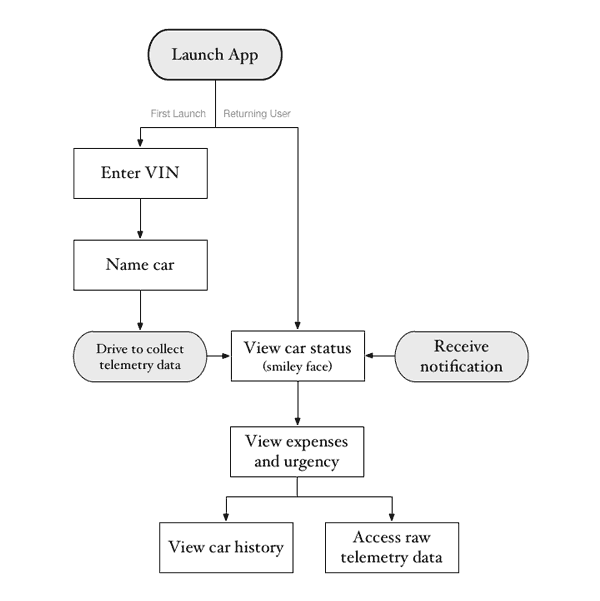 Launch App
First Launch
Returning User
Enter VIN
Name car
Drive to collect
telemetry data
View car status
(smiley face)
Receive
notification
View expenses
and urgency
View car history
Access raw
telemetry data